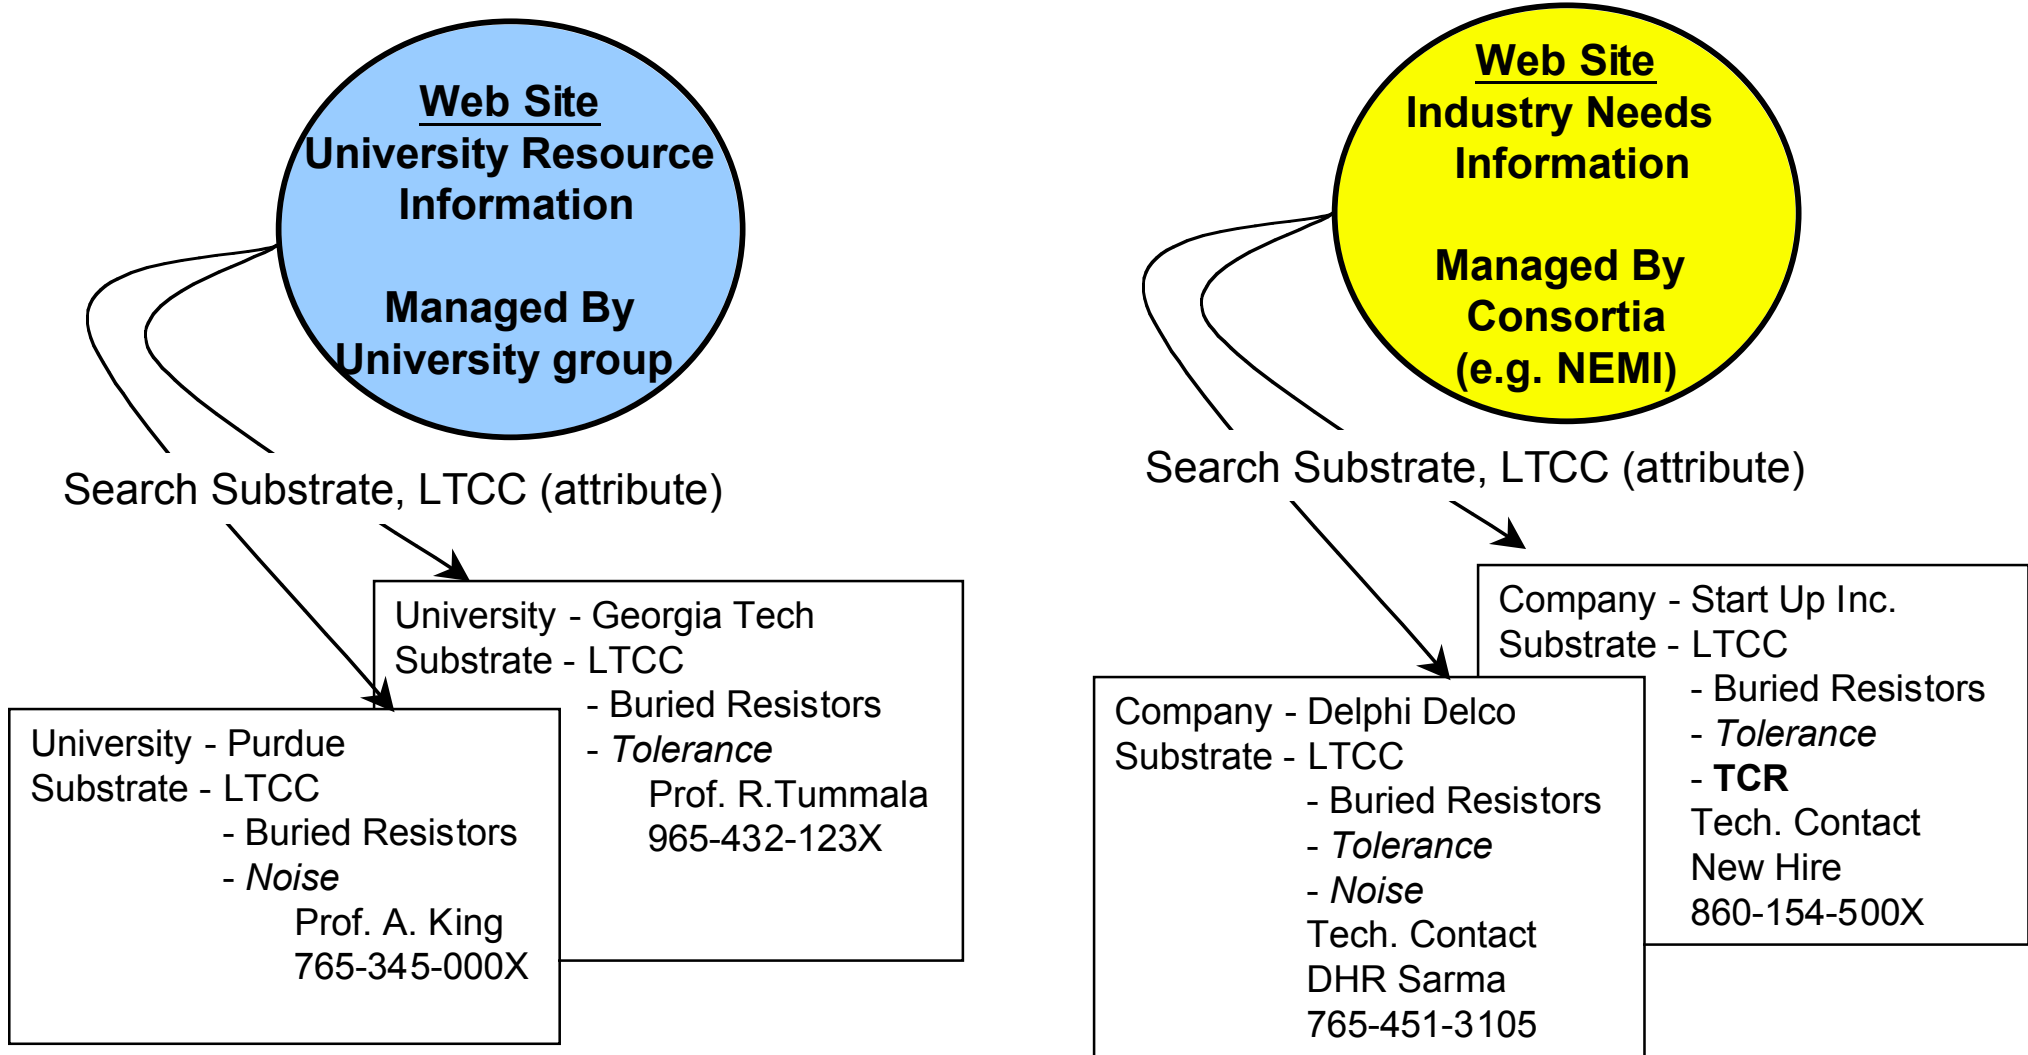 Web Site
University Resource
Information
Managed By
University group
Search Substrate, LTCC (attribute)
University - Georgia Tech
Substrate - LTCC
- Buried Resistors
- Tolerance
Prof. R.Tummala
965-432-123X
University - Purdue
Substrate - LTCC
- Buried Resistors
- Noise
Prof. A. King
765-345-000X
Web Site
Industry Needs
Information
Managed By
Consortia
(e.g. NEMI)
Search Substrate, LTCC (attribute)
Company - Start Up Inc.
Substrate - LTCC
- Buried Resistors
- Tolerance
- TCR
Tech. Contact
New Hire
860-154-500X
Company - Delphi Delco
Substrate - LTCC
- Buried Resistors
- Tolerance
- Noise
Tech. Contact
DHR Sarma
765-451-3105